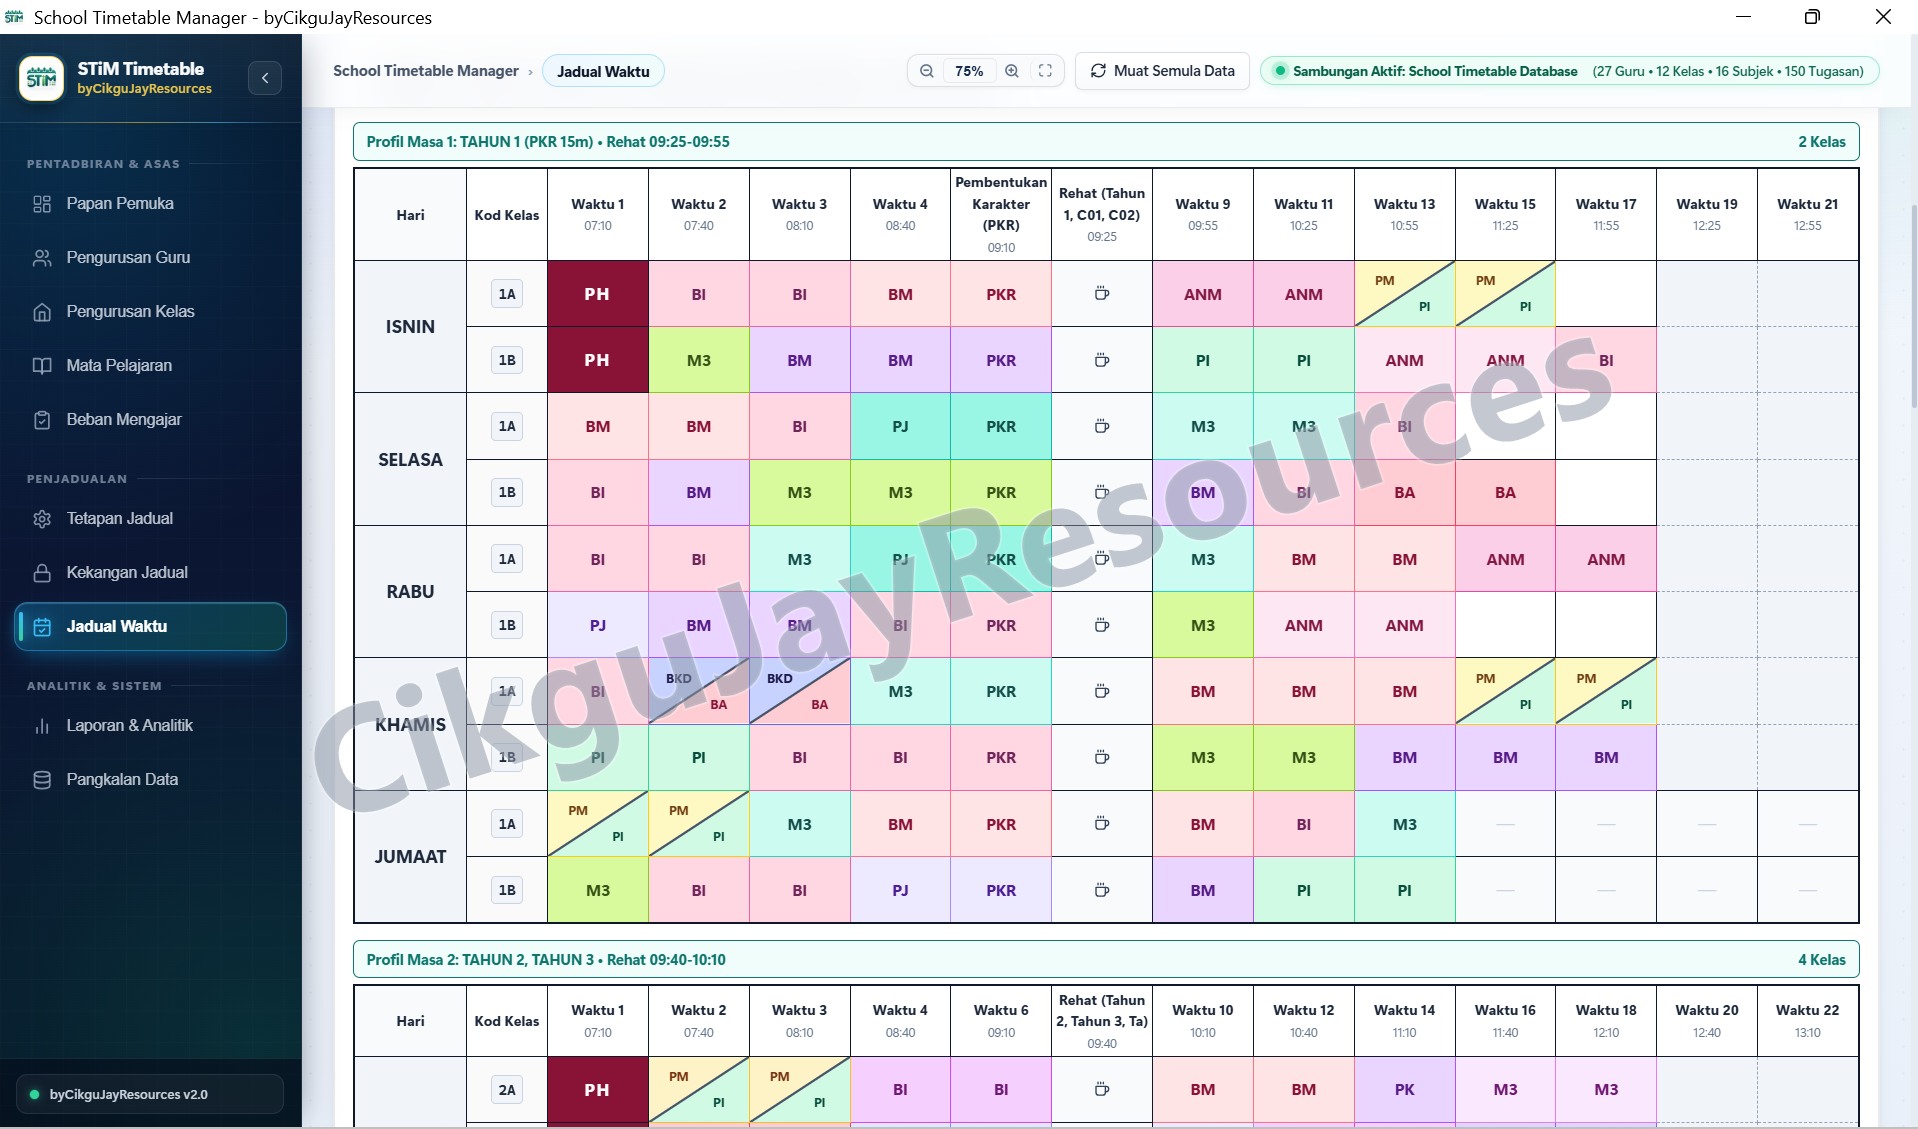 School Timetable Manager - byCikguJayResources
STiM
STiM Timetable
byCikguJayResources
PENTADBIRAN & ASAS
Papan Pemuka
Pengurusan Guru
Pengurusan Kelas
Mata Pelajaran
Beban Mengajar
PENJADUALAN
Tetapan Jadual
Kekangan Jadual
Jadual Waktu
ANALITIK & SISTEM
Laporan & Analitik
Pangkalan Data
byCikguJayResources v2.0
School Timetable Manager › Jadual Waktu
75%
Muat Semula Data
Sambungan Aktif: School Timetable Database (27 Guru • 12 Kelas • 16 Subjek • 150 Tugasan)
Profil Masa 1: TAHUN 1 (PKR 15m) • Rehat 09:25-09:55 2 Kelas
Hari Kod Kelas Waktu 1 07:10 Waktu 2 07:40 Waktu 3 08:10 Waktu 4 08:40 Pembentukan Karakter (PKR) 09:10 Rehat (Tahun 1, C01, C02) 09:25 Waktu 9 09:55 Waktu 11 10:25 Waktu 13 10:55 Waktu 15 11:25 Waktu 17 11:55 Waktu 19 12:25 Waktu 21 12:55
ISNIN
1A PH BI BI BM PKR ANM ANM PM PI PM PI
1B PH M3 BM BM PKR PI PI ANM ANM BI
SELASA
1A BM BM BI PJ PKR M3 M3 BI
1B BI BM M3 M3 PKR BM BI BA BA
RABU
1A BI BI M3 PJ PKR M3 BM BM ANM ANM
1B PJ BM BM BI PKR M3 ANM ANM
KHAMIS
1A BI BKD BA BKD BA M3 PKR BM BM BM PM PI PM PI
1B PI PI BI BI PKR M3 M3 BM BM BM
JUMAAT
1A PM PI PM PI M3 BM PKR BM BI M3 — — — —
1B M3 BI BI PJ PKR BM PI PI — — — —
CikguJayResources
Profil Masa 2: TAHUN 2, TAHUN 3 • Rehat 09:40-10:10 4 Kelas
Hari Kod Kelas Waktu 1 07:10 Waktu 2 07:40 Waktu 3 08:10 Waktu 4 08:40 Waktu 6 09:10 Rehat (Tahun 2, Tahun 3, Ta) 09:40 Waktu 10 10:10 Waktu 12 10:40 Waktu 14 11:10 Waktu 16 11:40 Waktu 18 12:10 Waktu 20 12:40 Waktu 22 13:10
2A PH PM PI PM PI BI BI BM BM PK M3 M3